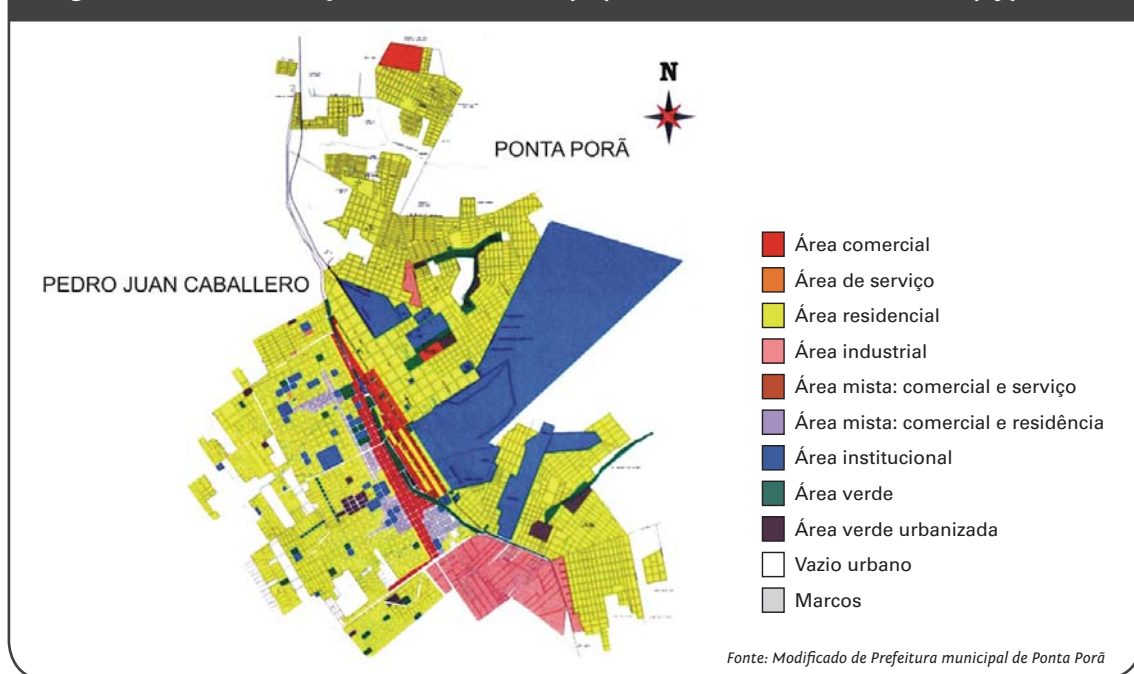 N
PONTA PORÃ
PEDRO JUAN CABALLERO
Área comercial
Área de serviço
Área residencial
Área industrial
Área mista: comercial e serviço
Área mista: comercial e residência
Área institucional
Área verde
Área verde urbanizada
Vazio urbano
Marcos
Fonte: Modificado de Prefeitura municipal de Ponta Porã